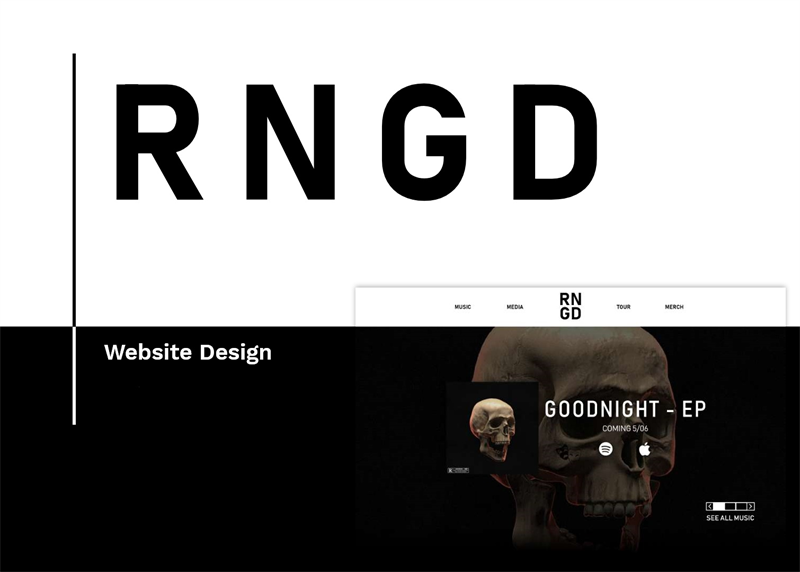 RNGD
MUSIC
MEDIA
RN
GD
TOUR
MERCH
Website Design
GOODNIGHT - EP
COMING 5/06
SEE ALL MUSIC